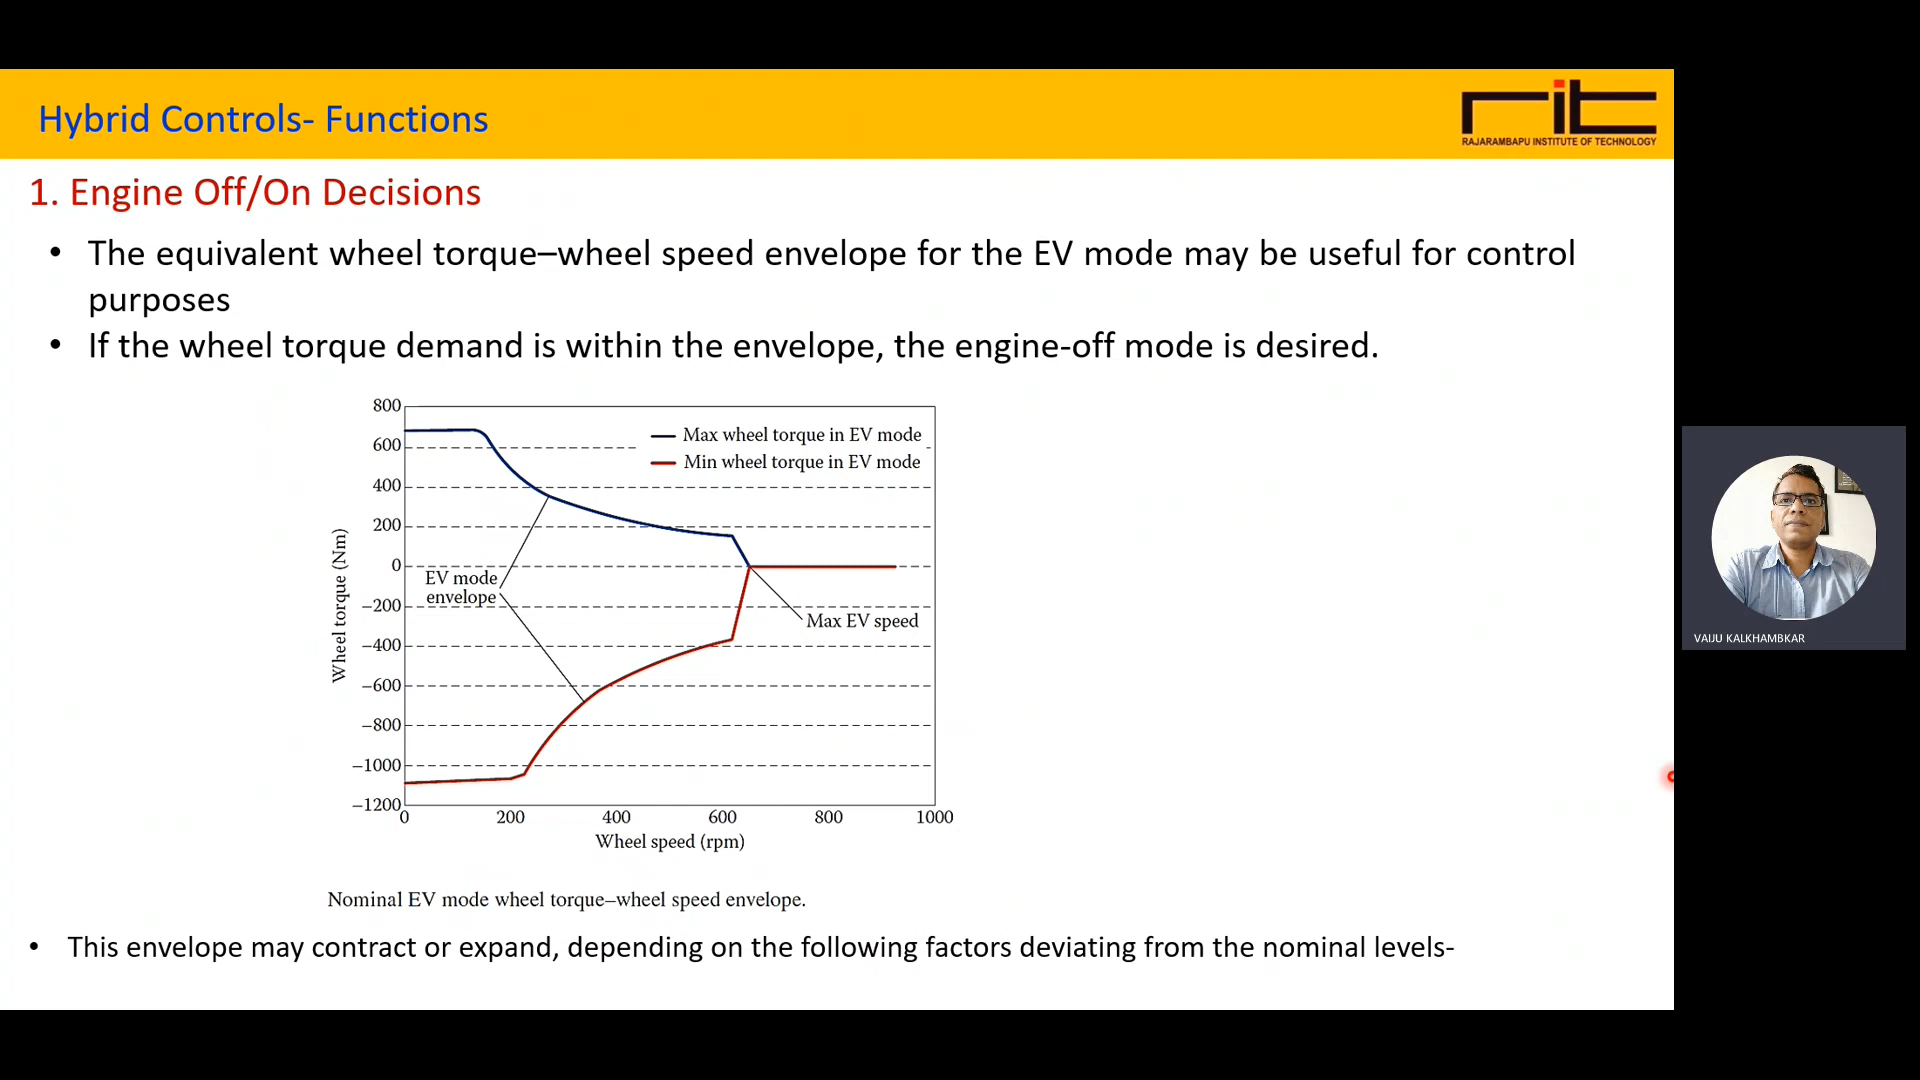 Hybrid Controls- Functions
rit
RAJARAMBAPU INSTITUTE OF TECHNOLOGY
1. Engine Off/On Decisions
• The equivalent wheel torque–wheel speed envelope for the EV mode may be useful for control
purposes
• If the wheel torque demand is within the envelope, the engine-off mode is desired.
800
600
400
200
0
−200
−400
−600
−800
−1000
−1200
Wheel torque (Nm)
Max wheel torque in EV mode
Min wheel torque in EV mode
EV mode
envelope
Max EV speed
0 200 400 600 800 1000
Wheel speed (rpm)
Nominal EV mode wheel torque–wheel speed envelope.
• This envelope may contract or expand, depending on the following factors deviating from the nominal levels-
VAIJU KALKHAMBKAR